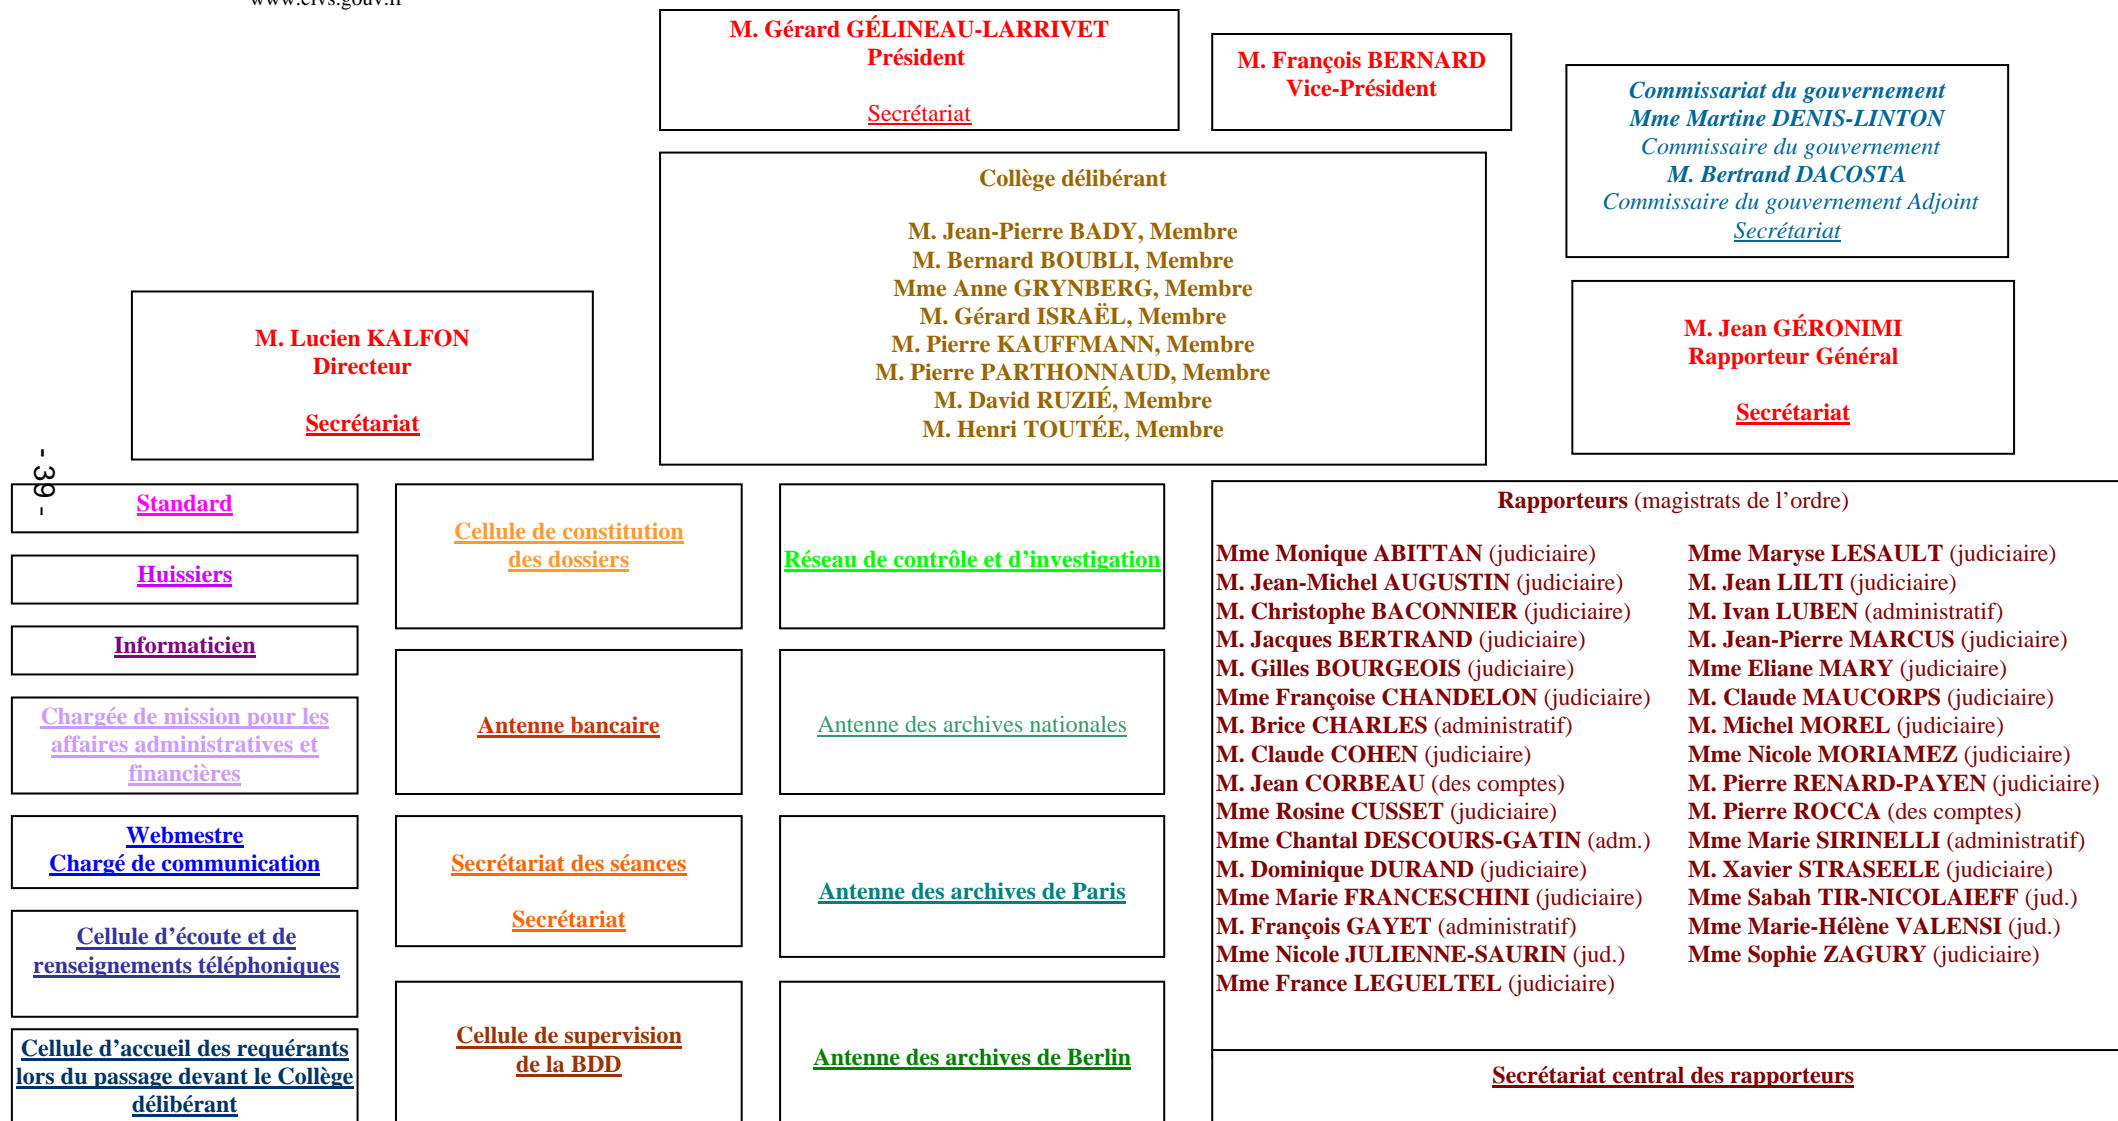 www.civs.gouv.fr
M. Gérard GÉLINEAU-LARRIVET
Président
Secrétariat
M. François BERNARD
Vice-Président
Commissariat du gouvernement
Mme Martine DENIS-LINTON
Commissaire du gouvernement
M. Bertrand DACOSTA
Commissaire du gouvernement Adjoint
Secrétariat
Collège délibérant
M. Jean-Pierre BADY, Membre
M. Bernard BOUBLI, Membre
Mme Anne GRYNBERG, Membre
M. Gérard ISRAËL, Membre
M. Pierre KAUFFMANN, Membre
M. Pierre PARTHONNAUD, Membre
M. David RUZIÉ, Membre
M. Henri TOUTÉE, Membre
M. Lucien KALFON
Directeur
Secrétariat
M. Jean GÉRONIMI
Rapporteur Général
Secrétariat
- 39 -
Standard
Huissiers
Informaticien
Chargée de mission pour les
affaires administratives et
financières
Webmestre
Chargé de communication
Cellule d'écoute et de
renseignements téléphoniques
Cellule d'accueil des requérants
lors du passage devant le Collège
délibérant
Cellule de constitution
des dossiers
Antenne bancaire
Secrétariat des séances
Secrétariat
Cellule de supervision
de la BDD
Réseau de contrôle et d'investigation
Antenne des archives nationales
Antenne des archives de Paris
Antenne des archives de Berlin
Rapporteurs (magistrats de l'ordre)
Mme Monique ABITTAN (judiciaire)
M. Jean-Michel AUGUSTIN (judiciaire)
M. Christophe BACONNIER (judiciaire)
M. Jacques BERTRAND (judiciaire)
M. Gilles BOURGEOIS (judiciaire)
Mme Françoise CHANDELON (judiciaire)
M. Brice CHARLES (administratif)
M. Claude COHEN (judiciaire)
M. Jean CORBEAU (des comptes)
Mme Rosine CUSSET (judiciaire)
Mme Chantal DESCOURS-GATIN (adm.)
M. Dominique DURAND (judiciaire)
Mme Marie FRANCESCHINI (judiciaire)
M. François GAYET (administratif)
Mme Nicole JULIENNE-SAURIN (jud.)
Mme France LEGUELTEL (judiciaire)
Mme Maryse LESAULT (judiciaire)
M. Jean LILTI (judiciaire)
M. Ivan LUBEN (administratif)
M. Jean-Pierre MARCUS (judiciaire)
Mme Eliane MARY (judiciaire)
M. Claude MAUCORPS (judiciaire)
M. Michel MOREL (judiciaire)
Mme Nicole MORIAMEZ (judiciaire)
M. Pierre RENARD-PAYEN (judiciaire)
M. Pierre ROCCA (des comptes)
Mme Marie SIRINELLI (administratif)
M. Xavier STRASEELE (judiciaire)
Mme Sabah TIR-NICOLAIEFF (jud.)
Mme Marie-Hélène VALENSI (jud.)
Mme Sophie ZAGURY (judiciaire)
Secrétariat central des rapporteurs